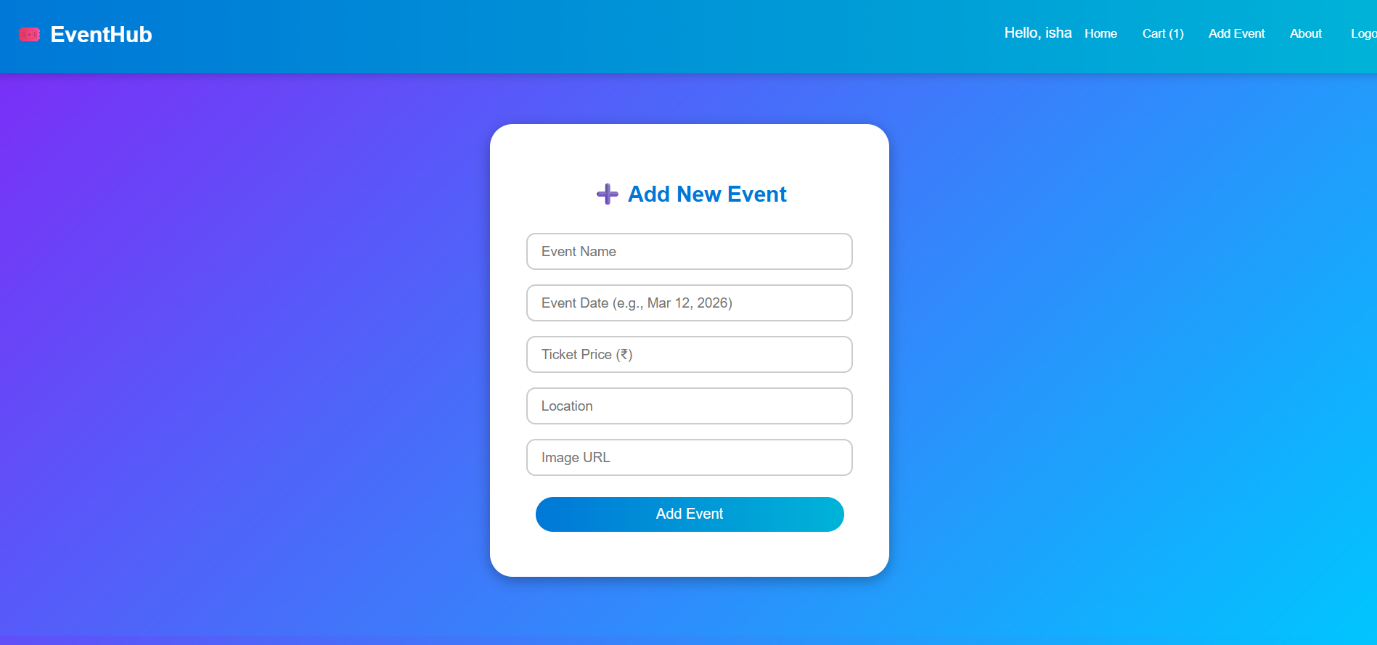 EventHub
Hello, isha Home Cart (1) Add Event About Logo
Add New Event
Event Name
Event Date (e.g., Mar 12, 2026)
Ticket Price (₹)
Location
Image URL
Add Event